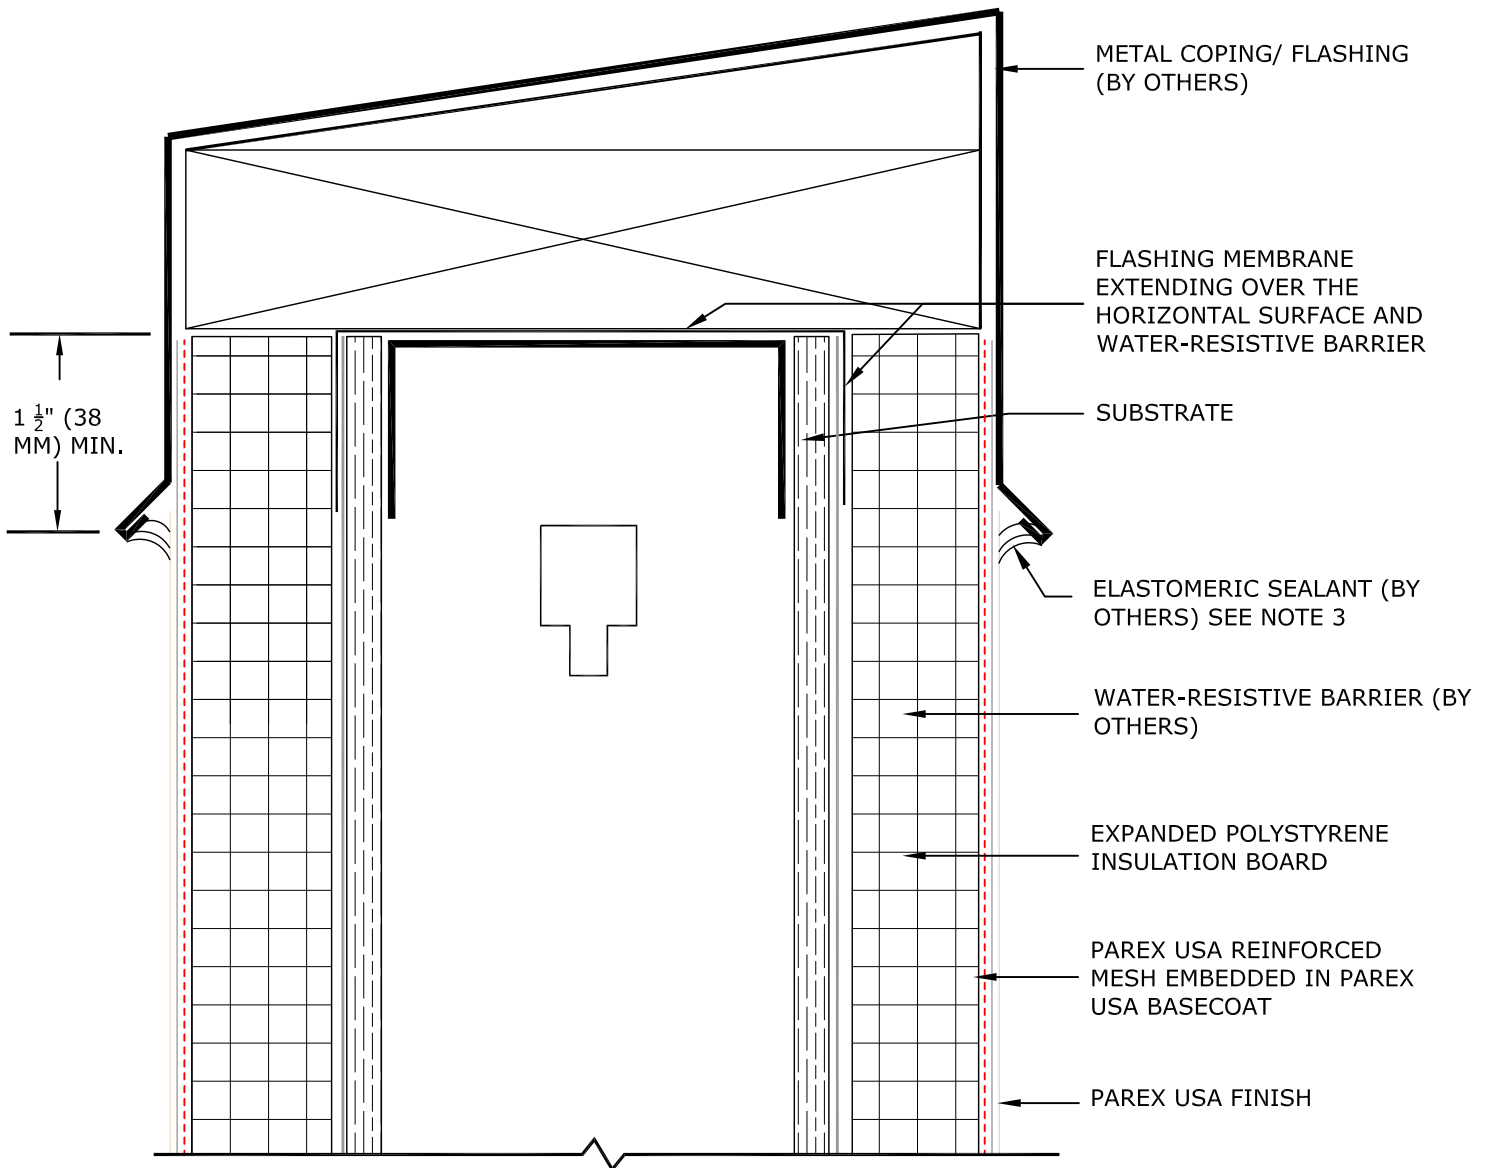 METAL COPING/ FLASHING
(BY OTHERS)
FLASHING MEMBRANE
EXTENDING OVER THE
HORIZONTAL SURFACE AND
WATER-RESISTIVE BARRIER
1 ½" (38
MM) MIN.
SUBSTRATE
ELASTOMERIC SEALANT (BY
OTHERS) SEE NOTE 3
WATER-RESISTIVE BARRIER (BY
OTHERS)
EXPANDED POLYSTYRENE
INSULATION BOARD
PAREX USA REINFORCED
MESH EMBEDDED IN PAREX
USA BASECOAT
PAREX USA FINISH